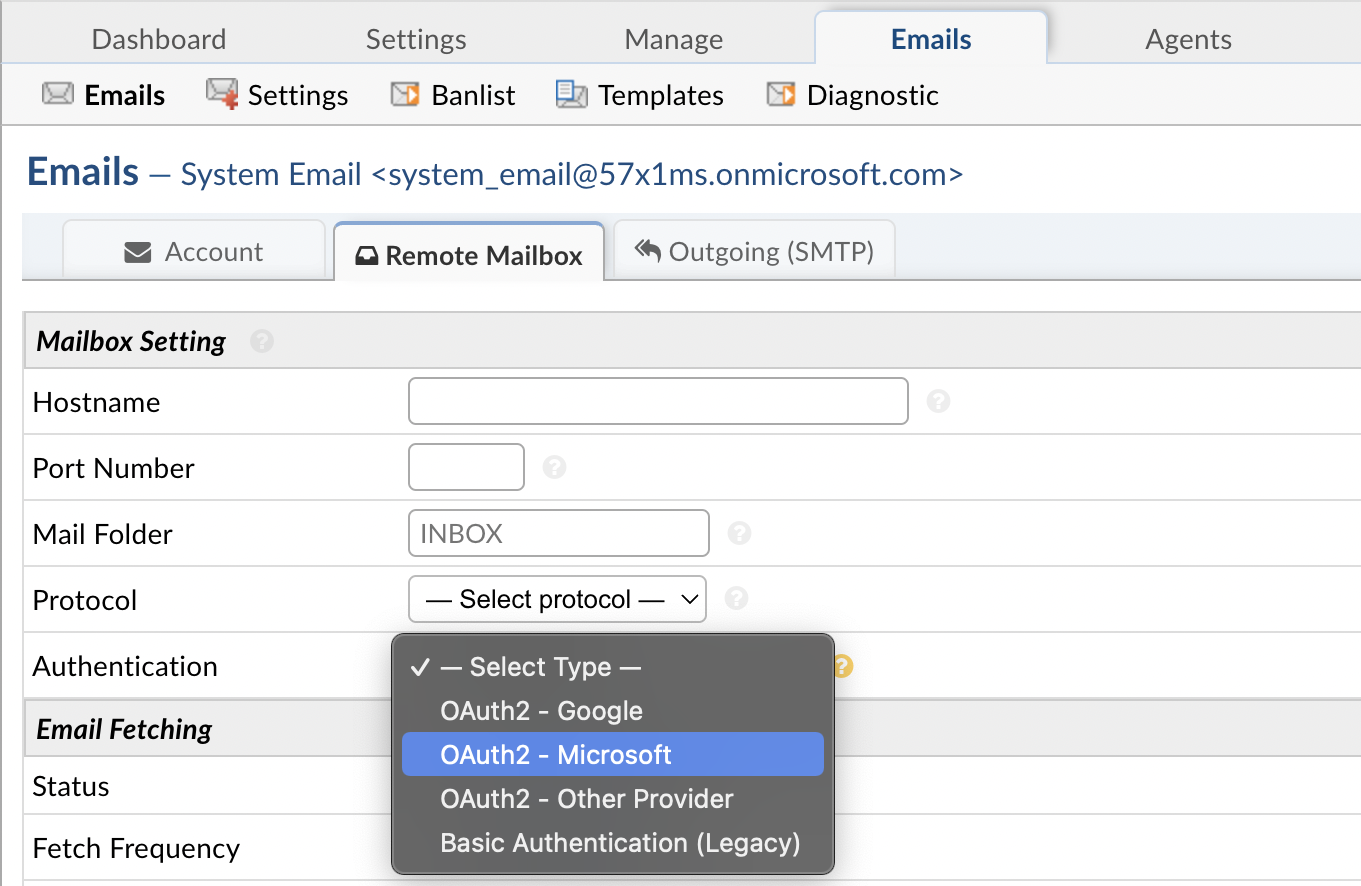 Dashboard Settings Manage Emails Agents
Emails Settings Banlist Templates Diagnostic
Emails — System Email <system_email@57x1ms.onmicrosoft.com>
Account Remote Mailbox Outgoing (SMTP)
Mailbox Setting ?
Hostname ?
Port Number ?
Mail Folder INBOX ?
Protocol — Select protocol — ?
Authentication ✓ — Select Type — ?
OAuth2 - Google
Email Fetching
OAuth2 - Microsoft
Status
OAuth2 - Other Provider
Fetch Frequency Basic Authentication (Legacy)